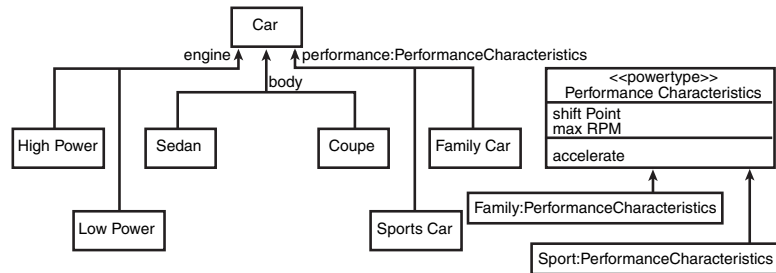 Car
engine
performance:PerformanceCharacteristics
body
<<powertype>>
Performance Characteristics
shift Point
max RPM
accelerate
High Power
Sedan
Coupe
Family Car
Low Power
Sports Car
Family:PerformanceCharacteristics
Sport:PerformanceCharacteristics